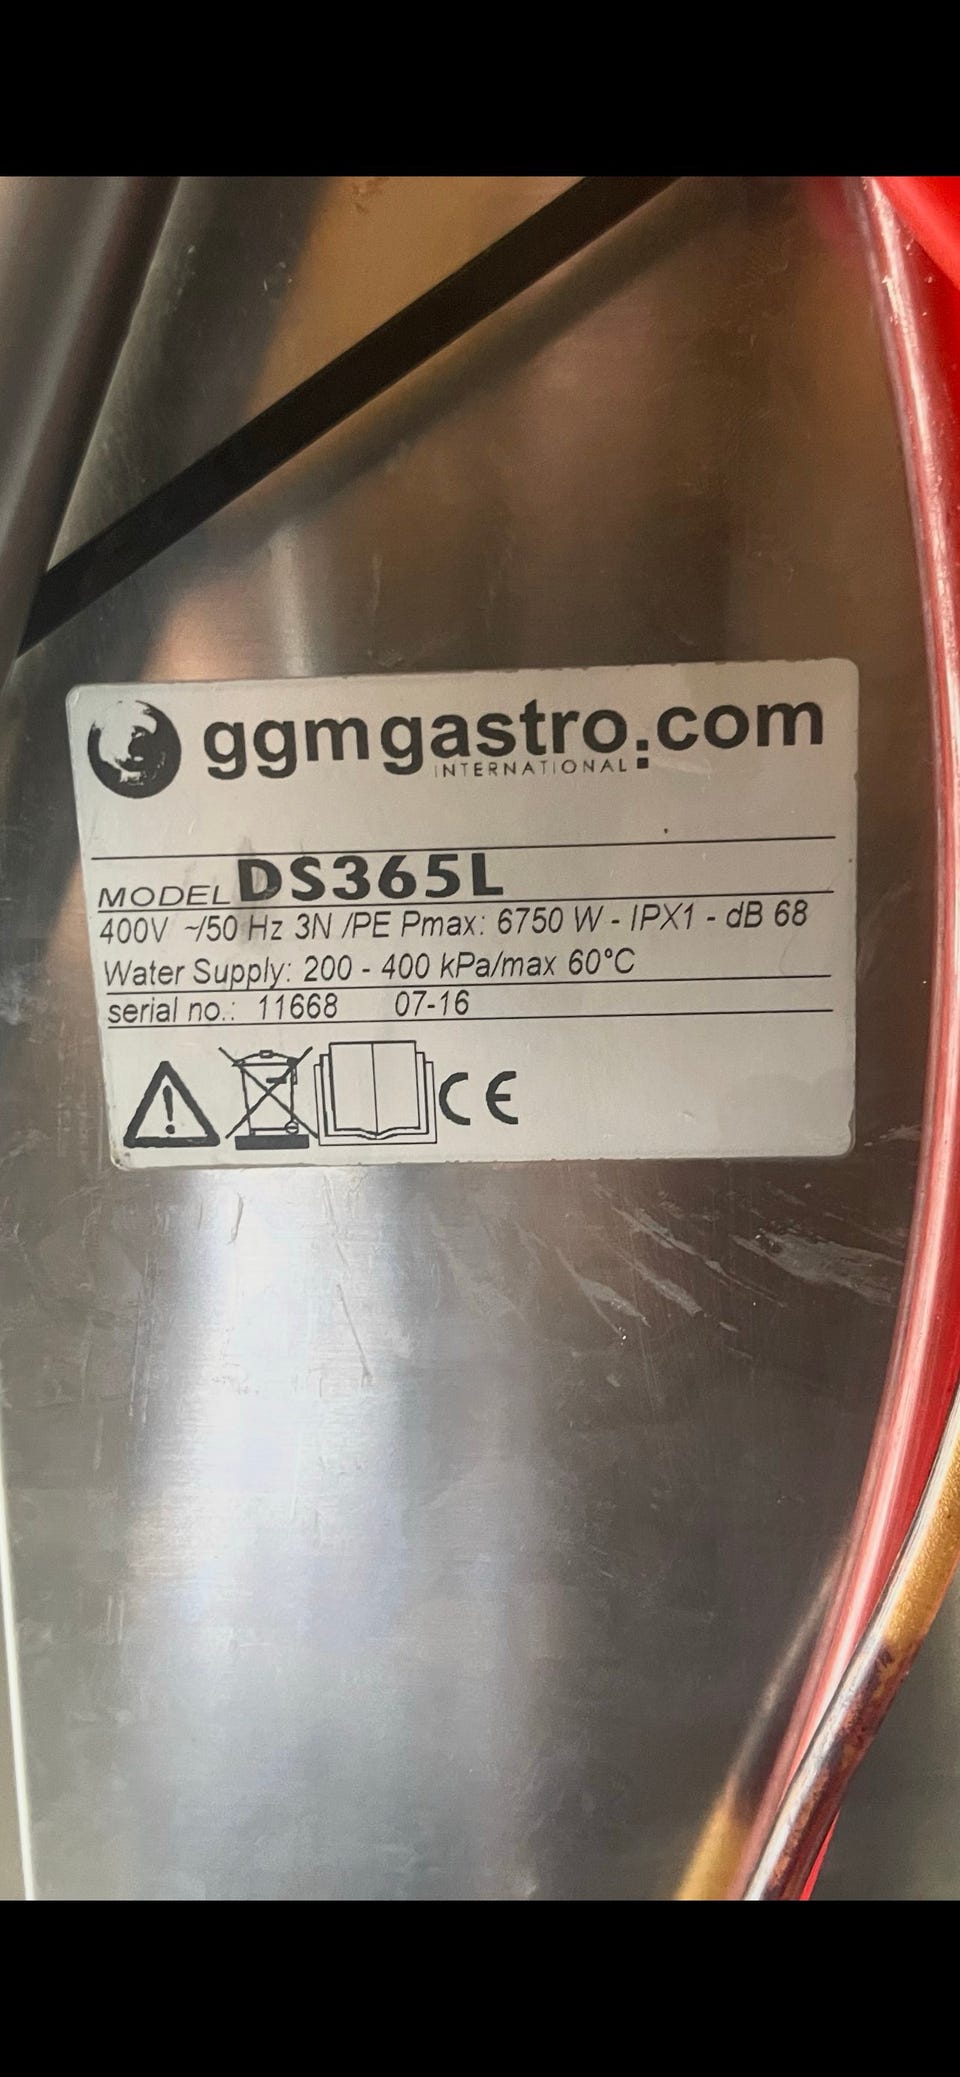 ggmgastro.com
INTERNATIONAL
MODEL DS365L
400V ~/50 Hz 3N /PE Pmax: 6750 W - IPX1 - dB 68
Water Supply: 200 - 400 kPa/max 60°C
serial no.: 11668 07-16
CE